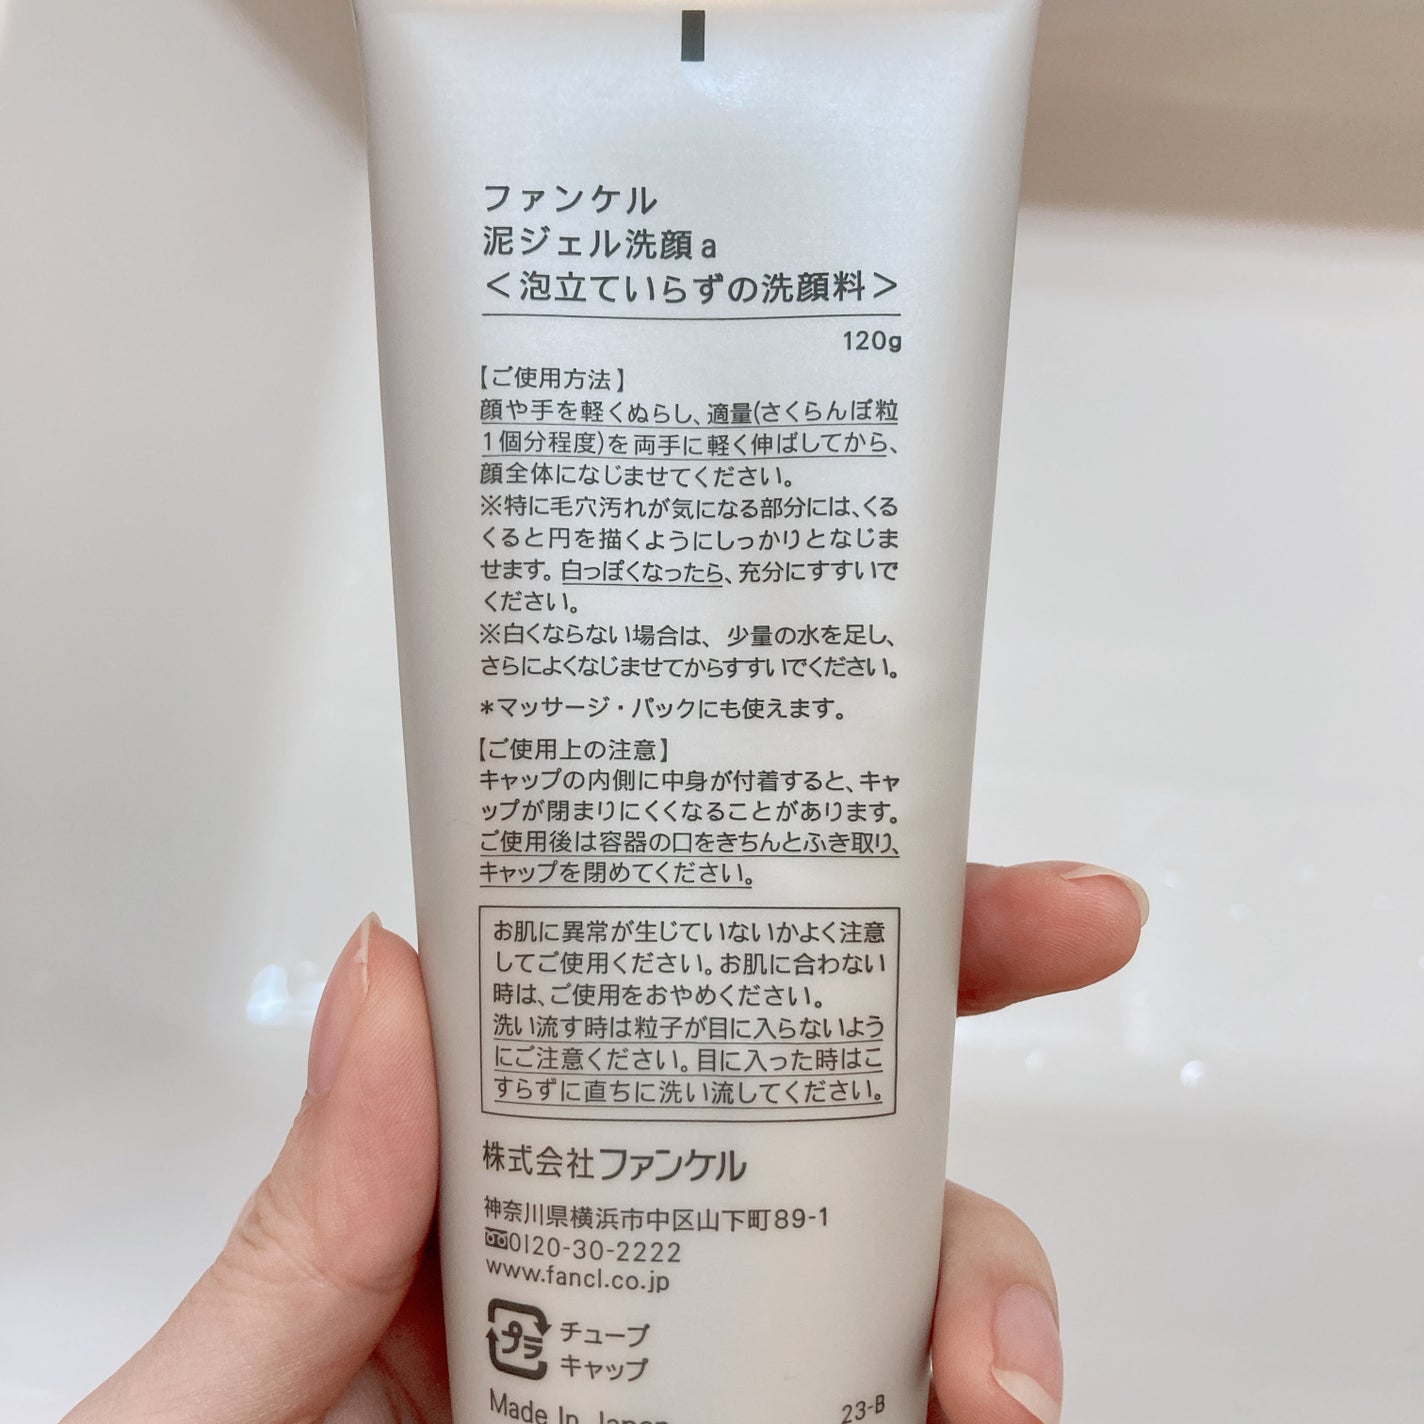 ファンケル
泥ジェル洗顔a
＜泡立ていらずの洗顔料＞
120g
【ご使用方法】
顔や手を軽くぬらし、適量(さくらんぼ粒
1個分程度)を両手に軽く伸ばしてから、
顔全体になじませてください。
※特に毛穴汚れが気になる部分には、くる
くると円を描くようにしっかりとなじま
せます。白っぽくなったら、充分にすすいで
ください。
※白くならない場合は、少量の水を足し、
さらによくなじませてからすすいでください。
*マッサージ・パックにも使えます。
【ご使用上の注意】
キャップの内側に中身が付着すると、キャ
ップが閉まりにくくなることがあります。
ご使用後は容器の口をきちんとふき取り、
キャップを閉めてください。
お肌に異常が生じていないかよく注意
してご使用ください。お肌に合わない
時は、ご使用をおやめください。
洗い流す時は粒子が目に入らないよう
にご注意ください。目に入った時はこ
すらずに直ちに洗い流してください。
株式会社ファンケル
神奈川県横浜市中区山下町89-1
0120-30-2222
www.fancl.co.jp
プラ
チューブ
キャップ
Made In Japan
23-B